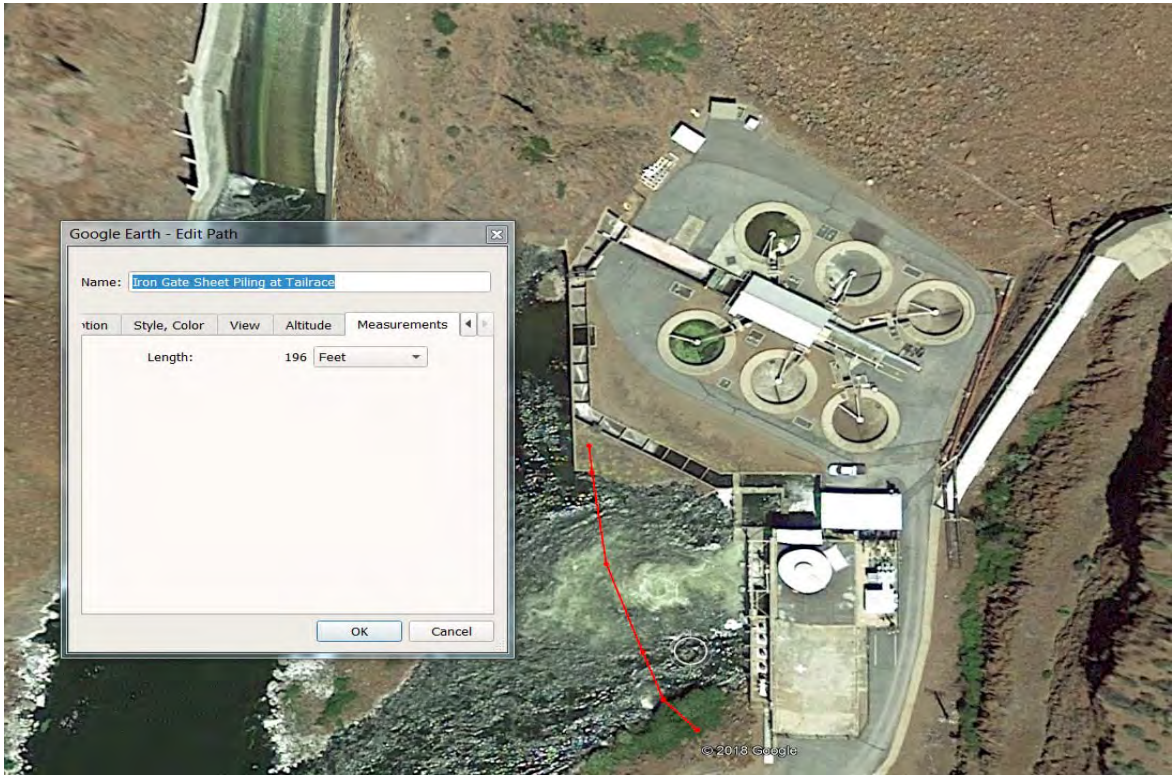 Google Earth - Edit Path
Name: Iron Gate Sheet Piling at Tailrace
ition Style, Color View Altitude Measurements
Length: 196 Feet
OK Cancel
© 2018 Google